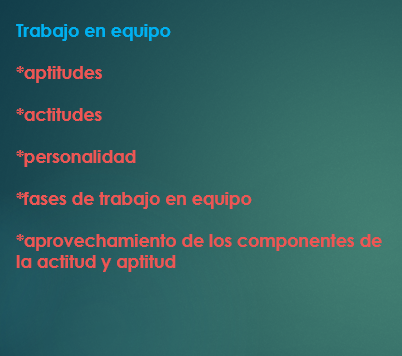 Trabajo en equipo
*aptitudes
*actitudes
*personalidad
*fases de trabajo en equipo
*aprovechamiento de los componentes de
la actitud y aptitud